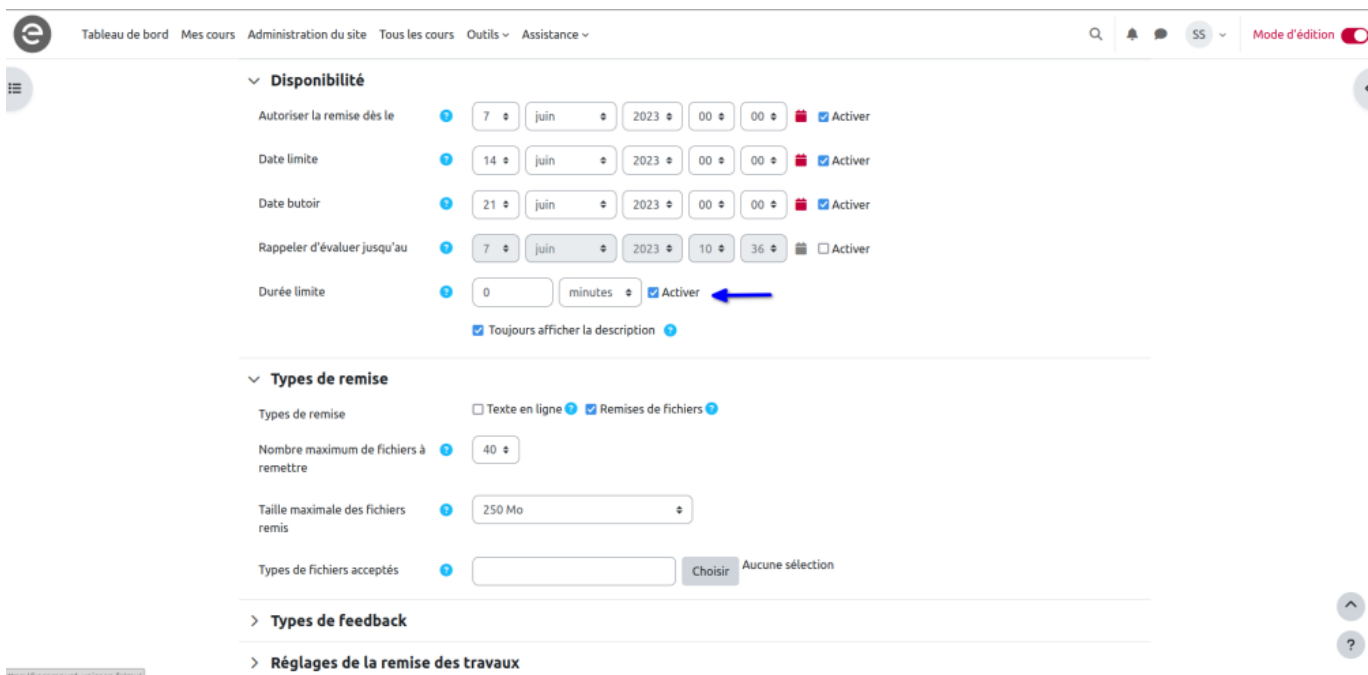 Tableau de bord Mes cours Administration du site Tous les cours Outils Assistance SS Mode d'édition
Disponibilité
Autoriser la remise dès le ? 7 juin 2023 00 00 Activer
Date limite ? 14 juin 2023 00 00 Activer
Date butoir ? 21 juin 2023 00 00 Activer
Rappeler d'évaluer jusqu'au ? 7 juin 2023 10 36 Activer
Durée limite ? 0 minutes Activer
Toujours afficher la description ?
Types de remise
Types de remise Texte en ligne ? Remises de fichiers ?
Nombre maximum de fichiers à ? 40
remettre
Taille maximale des fichiers ? 250 Mo
remis
Types de fichiers acceptés ? Choisir Aucune sélection
Types de feedback
?
Réglages de la remise des travaux